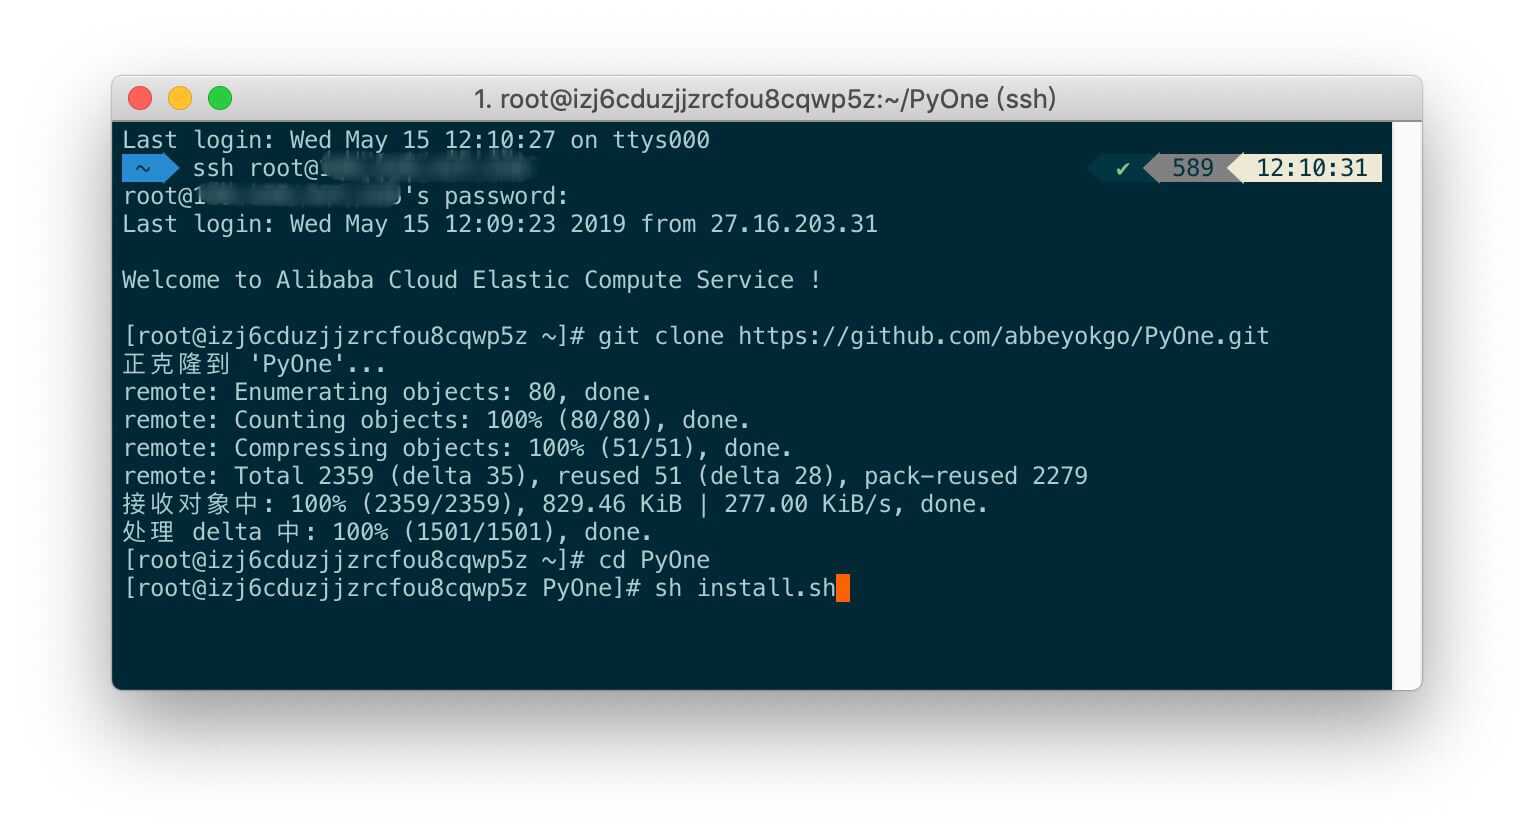 1. root@izj6cduzjjzrcfou8cqwp5z:~/PyOne (ssh)
Last login: Wed May 15 12:10:27 on ttys000
~ ssh root@ ✔ 589 12:10:31
root@ 's password:
Last login: Wed May 15 12:09:23 2019 from 27.16.203.31
Welcome to Alibaba Cloud Elastic Compute Service !
[root@izj6cduzjjzrcfou8cqwp5z ~]# git clone https://github.com/abbeyokgo/PyOne.git
正克隆到 'PyOne'...
remote: Enumerating objects: 80, done.
remote: Counting objects: 100% (80/80), done.
remote: Compressing objects: 100% (51/51), done.
remote: Total 2359 (delta 35), reused 51 (delta 28), pack-reused 2279
接收对象中: 100% (2359/2359), 829.46 KiB | 277.00 KiB/s, done.
处理 delta 中: 100% (1501/1501), done.
[root@izj6cduzjjzrcfou8cqwp5z ~]# cd PyOne
[root@izj6cduzjjzrcfou8cqwp5z PyOne]# sh install.sh